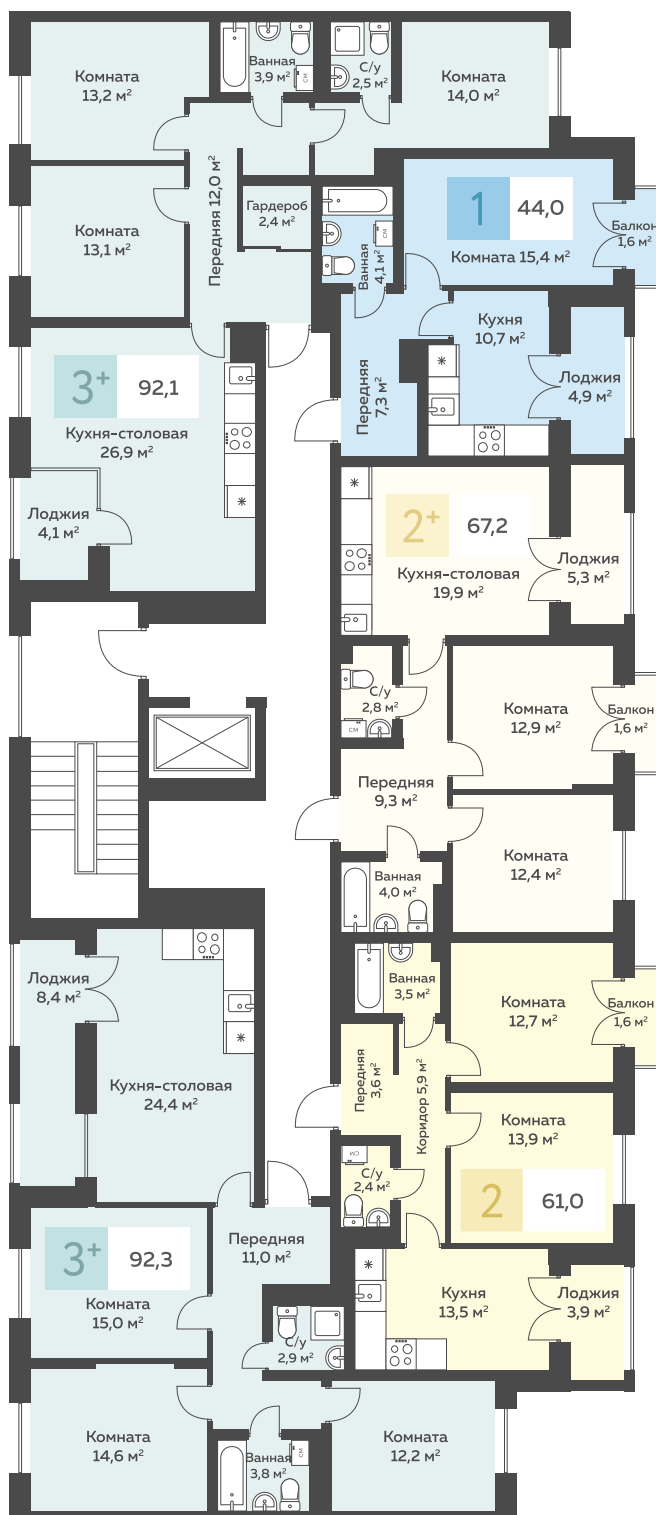 Комната
13,2 м²
Ванная
3,9 м²
СМ
С/у
2,5 м²
Комната
14,0 м²
Передняя 12,0 м²
Гардероб
2,4 м²
Комната
13,1 м²
3+
92,1
Кухня-столовая
26,9 м²
Лоджия
4,1 м²
1
44,0
Комната 15,4 м²
Балкон
1,6 м²
СМ
Ванная
4,1 м²
Кухня
10,7 м²
Передняя
7,3 м²
Лоджия
4,9 м²
2+
67,2
Кухня-столовая
19,9 м²
Лоджия
5,3 м²
С/у
2,8 м²
СМ
Комната
12,9 м²
Балкон
1,6 м²
Передняя
9,3 м²
Комната
12,4 м²
Ванная
4,0 м²
Лоджия
8,4 м²
Кухня-столовая
24,4 м²
Ванная
3,5 м²
Комната
12,7 м²
Балкон
1,6 м²
Передняя
3,6 м²
Коридор 5,9 м²
Комната
13,9 м²
2
61,0
СМ
С/у
2,4 м²
Кухня
13,5 м²
Лоджия
3,9 м²
Передняя
11,0 м²
3+
92,3
Комната
15,0 м²
С/у
2,9 м²
Комната
14,6 м²
Ванная
3,8 м²
СМ
Комната
12,2 м²